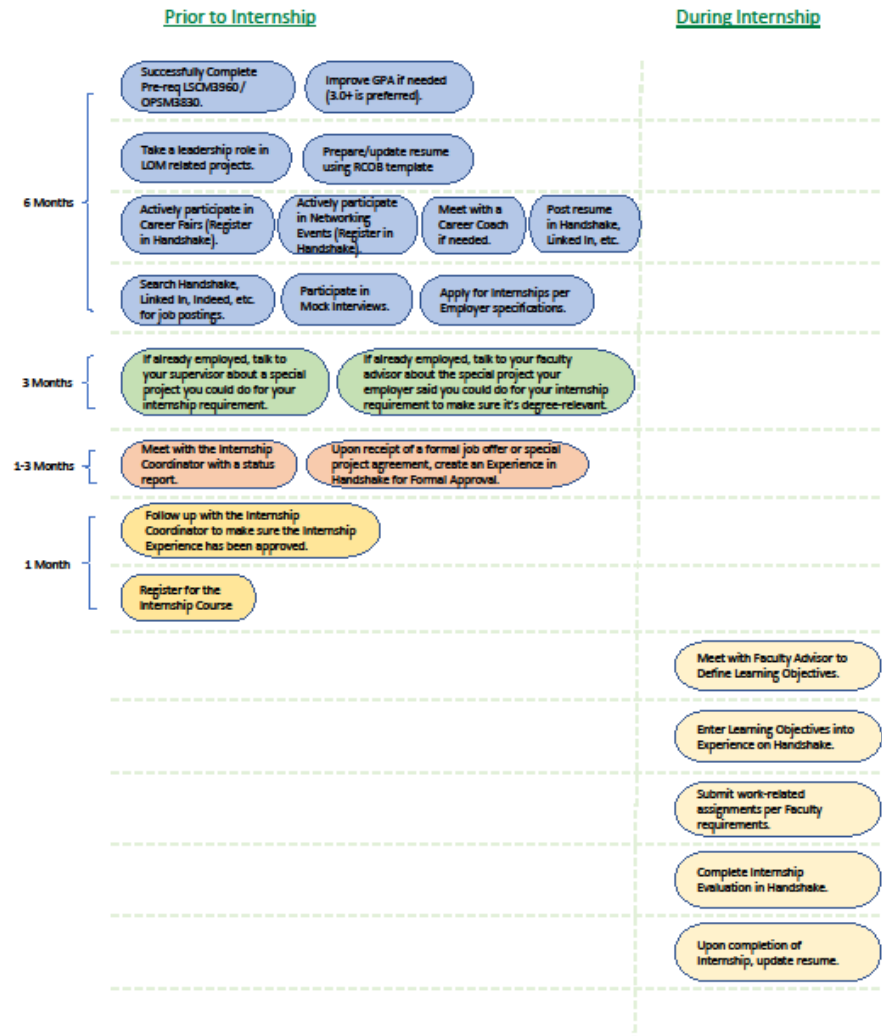 Prior to Internship
During Internship
Successfully Complete
Pre-req LSCM3960 /
OPSM3830.
Improve GPA if needed
(3.0+ is preferred).
Take a leadership role in
LOM related projects.
Prepare/update resume
using RCOB template
6 Months
Actively participate in
Career Fairs (Register
in Handshake).
Actively participate
in Networking
Events (Register in
Handshake).
Meet with a
Career Coach
if needed.
Post resume
in Handshake,
Linked In, etc.
Search Handshake,
Linked In, Indeed, etc.
for job postings.
Participate in
Mock Interviews.
Apply for Internships per
Employer specifications.
3 Months
If already employed, talk to
your supervisor about a special
project you could do for your
internship requirement.
If already employed, talk to your faculty
advisor about the special project your
employer said you could do for your internship
requirement to make sure it's degree-relevant.
1-3 Months
Meet with the Internship
Coordinator with a status
report.
Upon receipt of a formal job offer or special
project agreement, create an Experience in
Handshake for Formal Approval.
1 Month
Follow up with the Internship
Coordinator to make sure the Internship
Experience has been approved.
Register for the
Internship Course
Meet with Faculty Advisor to
Define Learning Objectives.
Enter Learning Objectives into
Experience on Handshake.
Submit work-related
assignments per Faculty
requirements.
Complete Internship
Evaluation in Handshake.
Upon completion of
Internship, update resume.